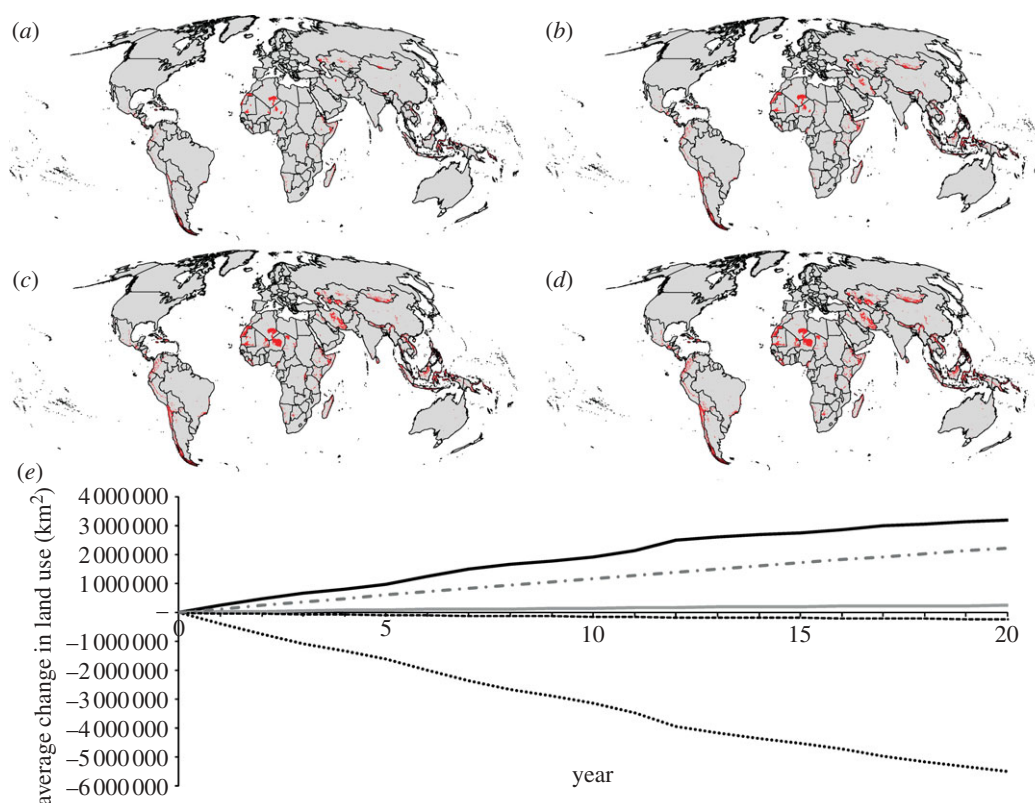 (a)
(b)
(c)
(d)
(e)
average change in land use (km²)
4 000 000
3 000 000
2 000 000
1 000 000
–
–1 000 000
–2 000 000
–3 000 000
–4 000 000
–5 000 000
–6 000 000
0 5 10 15 20
year